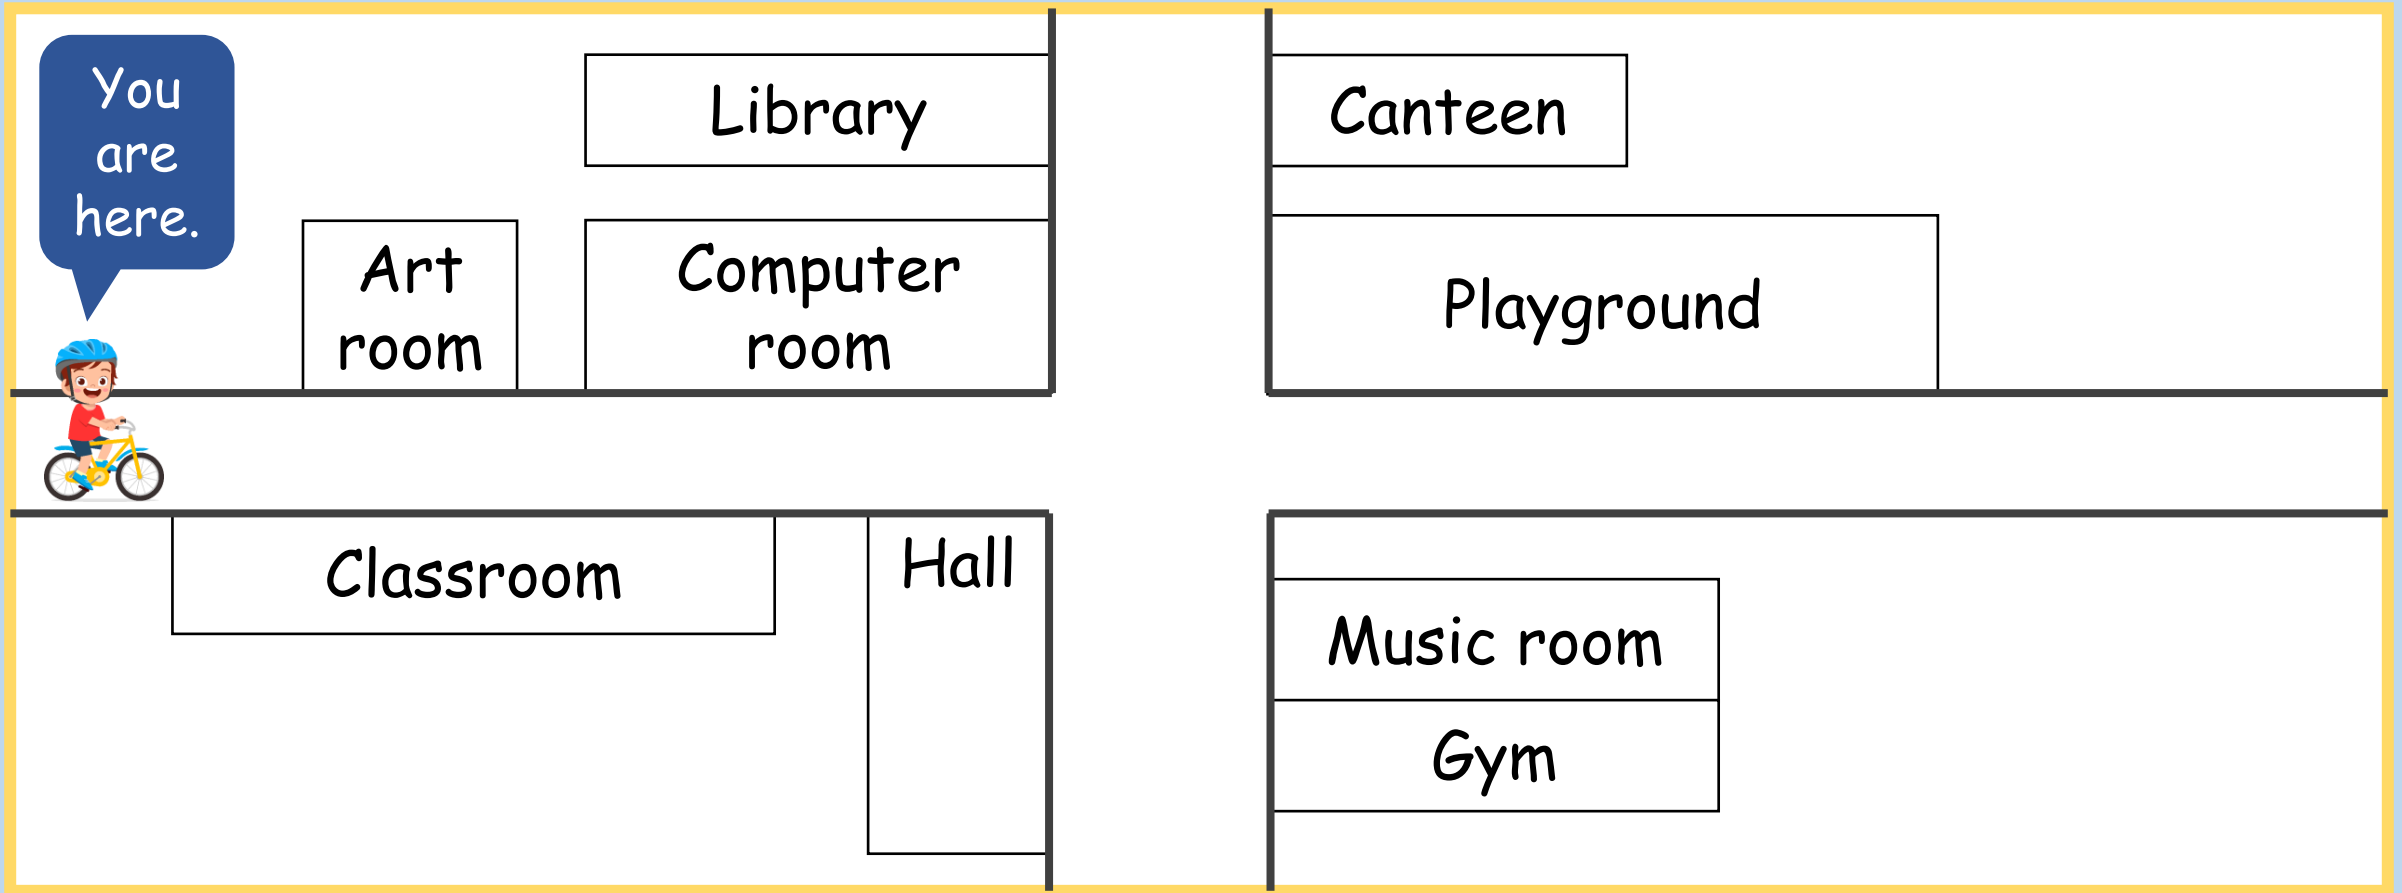 You
are
here.
Library
Canteen
Art
room
Computer
room
Playground
Classroom
Hall
Music room
Gym